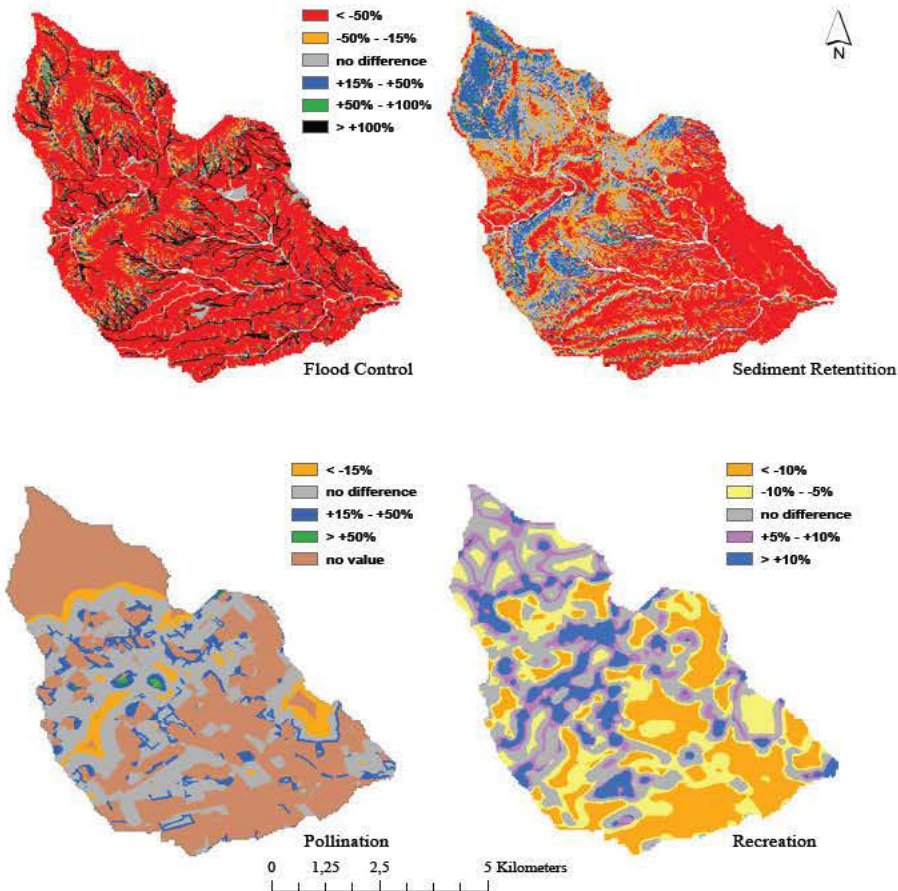 < -50%
-50% - -15%
no difference
+15% - +50%
+50% - +100%
> +100%
N
Flood Control
Sediment Retentition
< -15%
no difference
+15% - +50%
> +50%
no value
< -10%
-10% - -5%
no difference
+5% - +10%
> +10%
Pollination
Recreation
0 1,25 2,5 5 Kilometers